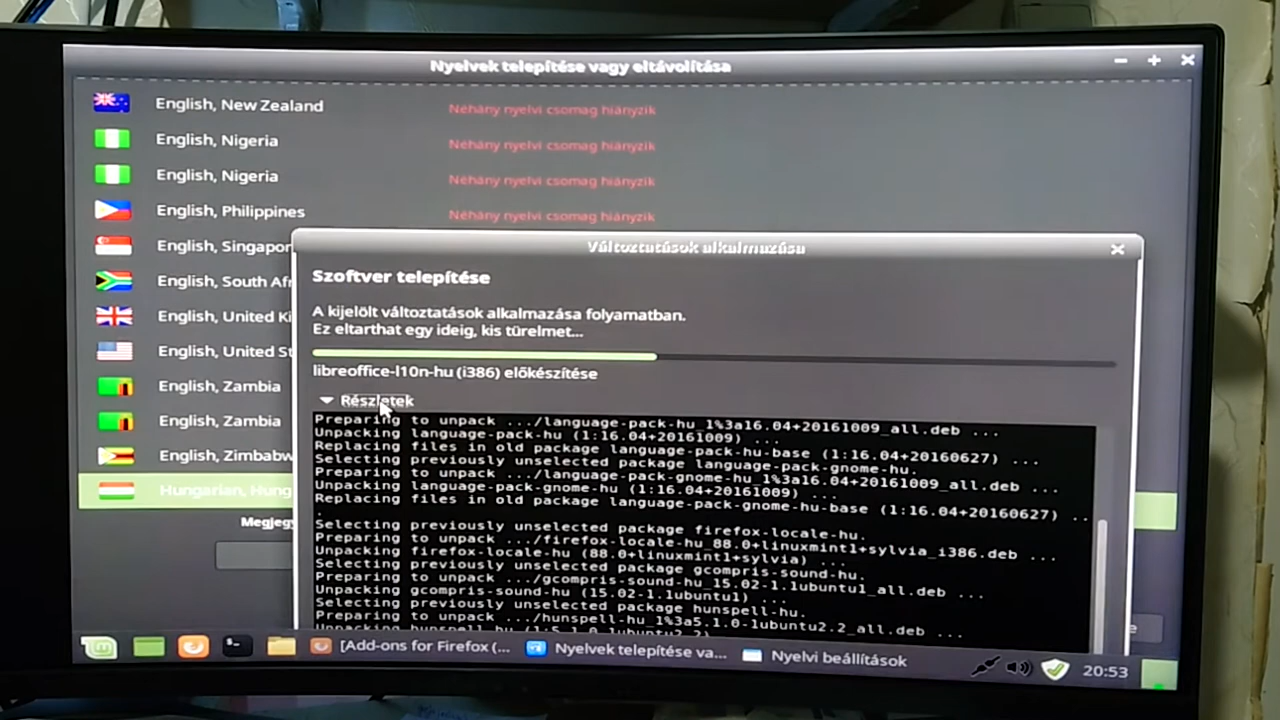 Nyelvek telepítése vagy eltávolítása
English, New Zealand Néhány nyelvi csomag hiányzik
English, Nigeria Néhány nyelvi csomag hiányzik
English, Nigeria Néhány nyelvi csomag hiányzik
English, Philippines Néhány nyelvi csomag hiányzik
English, Singapor
English, South Afr
English, United Ki
English, United St
English, Zambia
English, Zambia
English, Zimbabw
Hungarian, Hung
Megjegy
Változtatások alkalmazása
Szoftver telepítése
A kijelölt változtatások alkalmazása folyamatban.
Ez eltarthat egy ideig, kis türelmet...
libreoffice-l10n-hu (i386) előkészítése
Részletek
Preparing to unpack .../language-pack-hu_1%3a16.04+20161009_all.deb ...
Unpacking language-pack-hu (1:16.04+20161009) ...
Replacing files in old package language-pack-hu-base (1:16.04+20160627) ...
Selecting previously unselected package language-pack-gnome-hu.
Preparing to unpack .../language-pack-gnome-hu_1%3a16.04+20161009_all.deb ...
Unpacking language-pack-gnome-hu (1:16.04+20161009) ...
Replacing files in old package language-pack-gnome-hu-base (1:16.04+20160627) ..
.
Selecting previously unselected package firefox-locale-hu.
Preparing to unpack .../firefox-locale-hu_88.0+linuxmint1+sylvia_i386.deb ...
Unpacking firefox-locale-hu (88.0+linuxmint1+sylvia) ...
Selecting previously unselected package gcompris-sound-hu.
Preparing to unpack .../gcompris-sound-hu_15.02-1.1ubuntu1_all.deb ...
Unpacking gcompris-sound-hu (15.02-1.1ubuntu1) ...
Selecting previously unselected package hunspell-hu.
Preparing to unpack .../hunspell-hu_1%3a5.1.0-1ubuntu2.2_all.deb ...
Unpacking hunspell-hu (1:5.1.0-1ubuntu2.2)
e
[Add-ons for Firefox (... Nyelvek telepítése va... Nyelvi beállítások 20:53